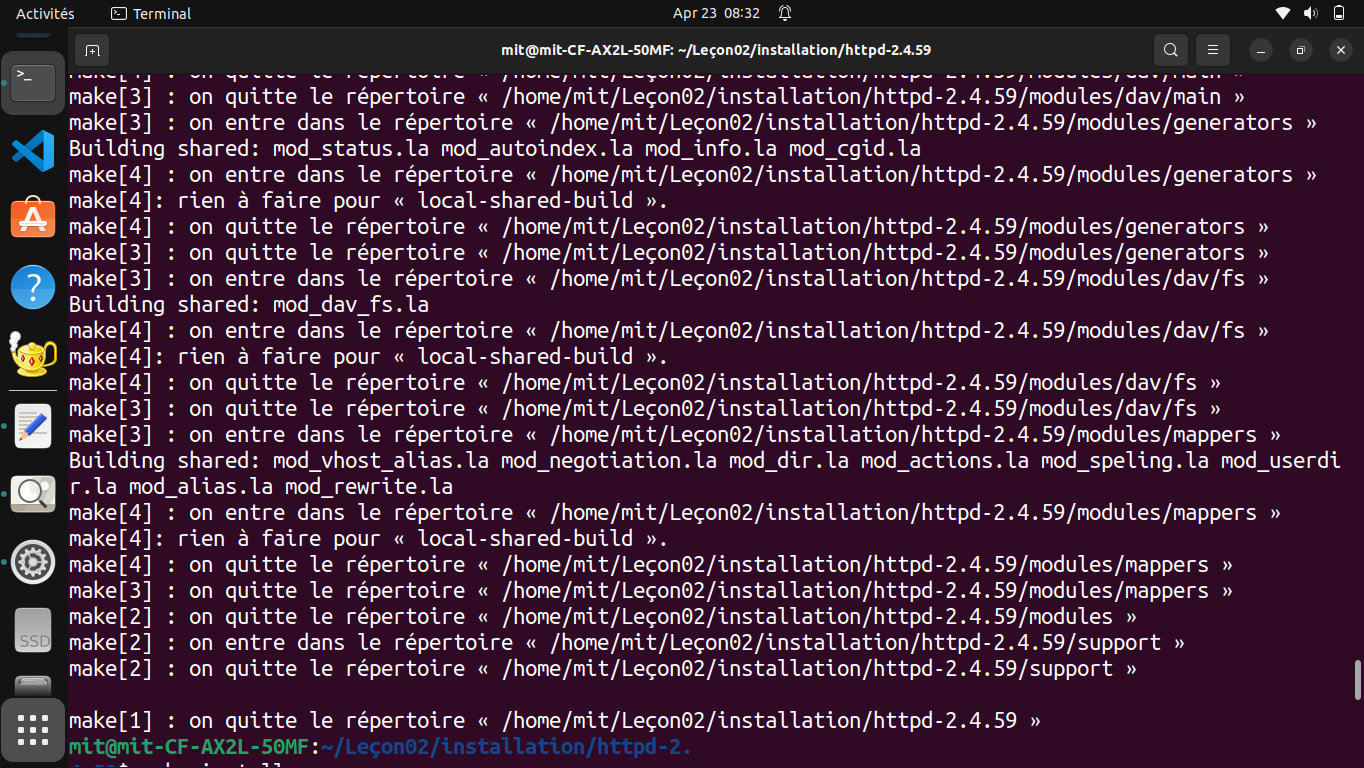 Activités
Terminal
Apr 23 08:32
mit@mit-CF-AX2L-50MF: ~/Leçon02/installation/httpd-2.4.59
make[3] : on quitte le répertoire « /home/mit/Leçon02/installation/httpd-2.4.59/modules/dav/main »
make[3] : on entre dans le répertoire « /home/mit/Leçon02/installation/httpd-2.4.59/modules/generators »
Building shared: mod_status.la mod_autoindex.la mod_info.la mod_cgid.la
make[4] : on entre dans le répertoire « /home/mit/Leçon02/installation/httpd-2.4.59/modules/generators »
make[4]: rien à faire pour « local-shared-build ».
make[4] : on quitte le répertoire « /home/mit/Leçon02/installation/httpd-2.4.59/modules/generators »
make[3] : on quitte le répertoire « /home/mit/Leçon02/installation/httpd-2.4.59/modules/generators »
make[3] : on entre dans le répertoire « /home/mit/Leçon02/installation/httpd-2.4.59/modules/dav/fs »
Building shared: mod_dav_fs.la
make[4] : on entre dans le répertoire « /home/mit/Leçon02/installation/httpd-2.4.59/modules/dav/fs »
make[4]: rien à faire pour « local-shared-build ».
make[4] : on quitte le répertoire « /home/mit/Leçon02/installation/httpd-2.4.59/modules/dav/fs »
make[3] : on quitte le répertoire « /home/mit/Leçon02/installation/httpd-2.4.59/modules/dav/fs »
make[3] : on entre dans le répertoire « /home/mit/Leçon02/installation/httpd-2.4.59/modules/mappers »
Building shared: mod_vhost_alias.la mod_negotiation.la mod_dir.la mod_actions.la mod_speling.la mod_userdi
r.la mod_alias.la mod_rewrite.la
make[4] : on entre dans le répertoire « /home/mit/Leçon02/installation/httpd-2.4.59/modules/mappers »
make[4]: rien à faire pour « local-shared-build ».
make[4] : on quitte le répertoire « /home/mit/Leçon02/installation/httpd-2.4.59/modules/mappers »
make[3] : on quitte le répertoire « /home/mit/Leçon02/installation/httpd-2.4.59/modules/mappers »
make[2] : on quitte le répertoire « /home/mit/Leçon02/installation/httpd-2.4.59/modules »
make[2] : on entre dans le répertoire « /home/mit/Leçon02/installation/httpd-2.4.59/support »
make[2] : on quitte le répertoire « /home/mit/Leçon02/installation/httpd-2.4.59/support »
make[1] : on quitte le répertoire « /home/mit/Leçon02/installation/httpd-2.4.59 »
mit@mit-CF-AX2L-50MF:~/Leçon02/installation/httpd-2.
SSD